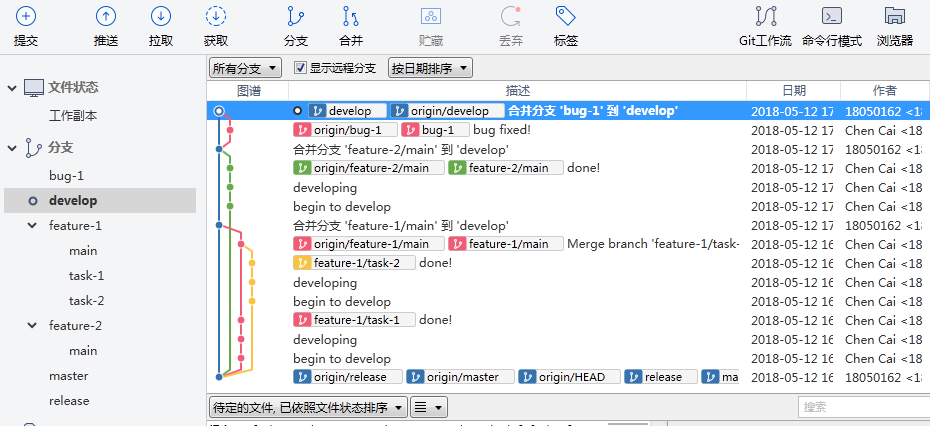 提交 推送 拉取 获取 分支 合并 贮藏 丢弃 标签 Git工作流 命令行模式 浏览器
文件状态
工作副本
分支
bug-1
develop
feature-1
main
task-1
task-2
feature-2
main
master
release
所有分支 显示远程分支 按日期排序
图谱 描述 日期 作者
develop origin/develop 合并分支 'bug-1' 到 'develop' 2018-05-12 17 18050162 <18
origin/bug-1 bug-1 bug fixed! 2018-05-12 17 Chen Cai <18
合并分支 'feature-2/main' 到 'develop' 2018-05-12 17 18050162 <18
origin/feature-2/main feature-2/main done! 2018-05-12 17 Chen Cai <18
developing 2018-05-12 17 Chen Cai <18
begin to develop 2018-05-12 17 Chen Cai <18
合并分支 'feature-1/main' 到 'develop' 2018-05-12 17 18050162 <18
origin/feature-1/main feature-1/main Merge branch 'feature-1/task- 2018-05-12 16 Chen Cai <18
feature-1/task-2 done! 2018-05-12 16 Chen Cai <18
developing 2018-05-12 16 Chen Cai <18
begin to develop 2018-05-12 16 Chen Cai <18
feature-1/task-1 done! 2018-05-12 16 Chen Cai <18
developing 2018-05-12 16 Chen Cai <18
begin to develop 2018-05-12 16 Chen Cai <18
origin/release origin/master origin/HEAD release ma 2018-05-12 16 18050162 <18
待定的文件, 已依照文件状态排序 搜索